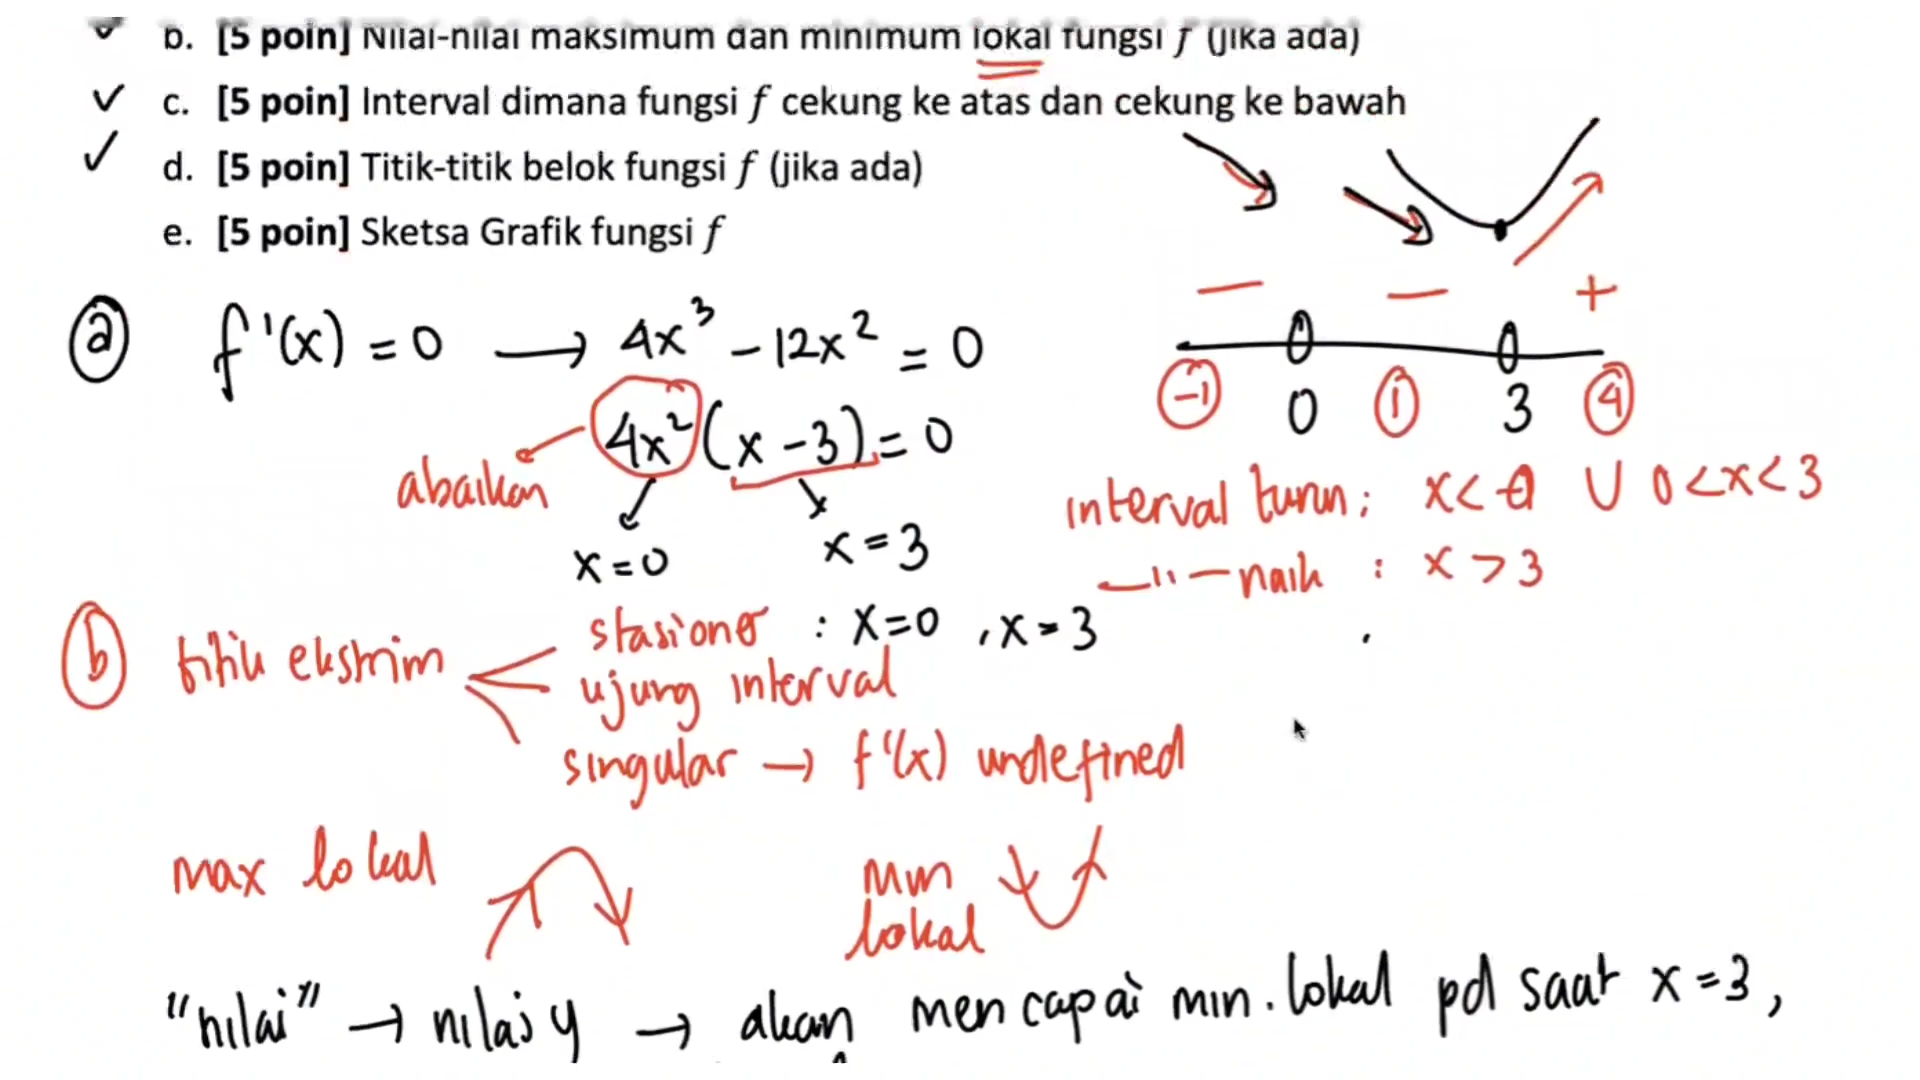 b. [5 poin] Nilai-nilai maksimum dan minimum lokal fungsi f (jika ada)
c. [5 poin] Interval dimana fungsi f cekung ke atas dan cekung ke bawah
d. [5 poin] Titik-titik belok fungsi f (jika ada)
e. [5 poin] Sketsa Grafik fungsi f
− − +
-1 0 1 3 4
a f'(x) = 0 → 4x³ - 12x² = 0
4x² (x - 3) = 0
abaikan
x = 0 x = 3
interval turun : x < 0 ∪ 0 < x < 3
—"— naik : x > 3
b titik ekstrim
stasioner : x = 0 , x = 3
ujung interval
singular → f'(x) undefined
max lokal
min lokal
"nilai" → nilai y → akan mencapai min. lokal pd saat x = 3,